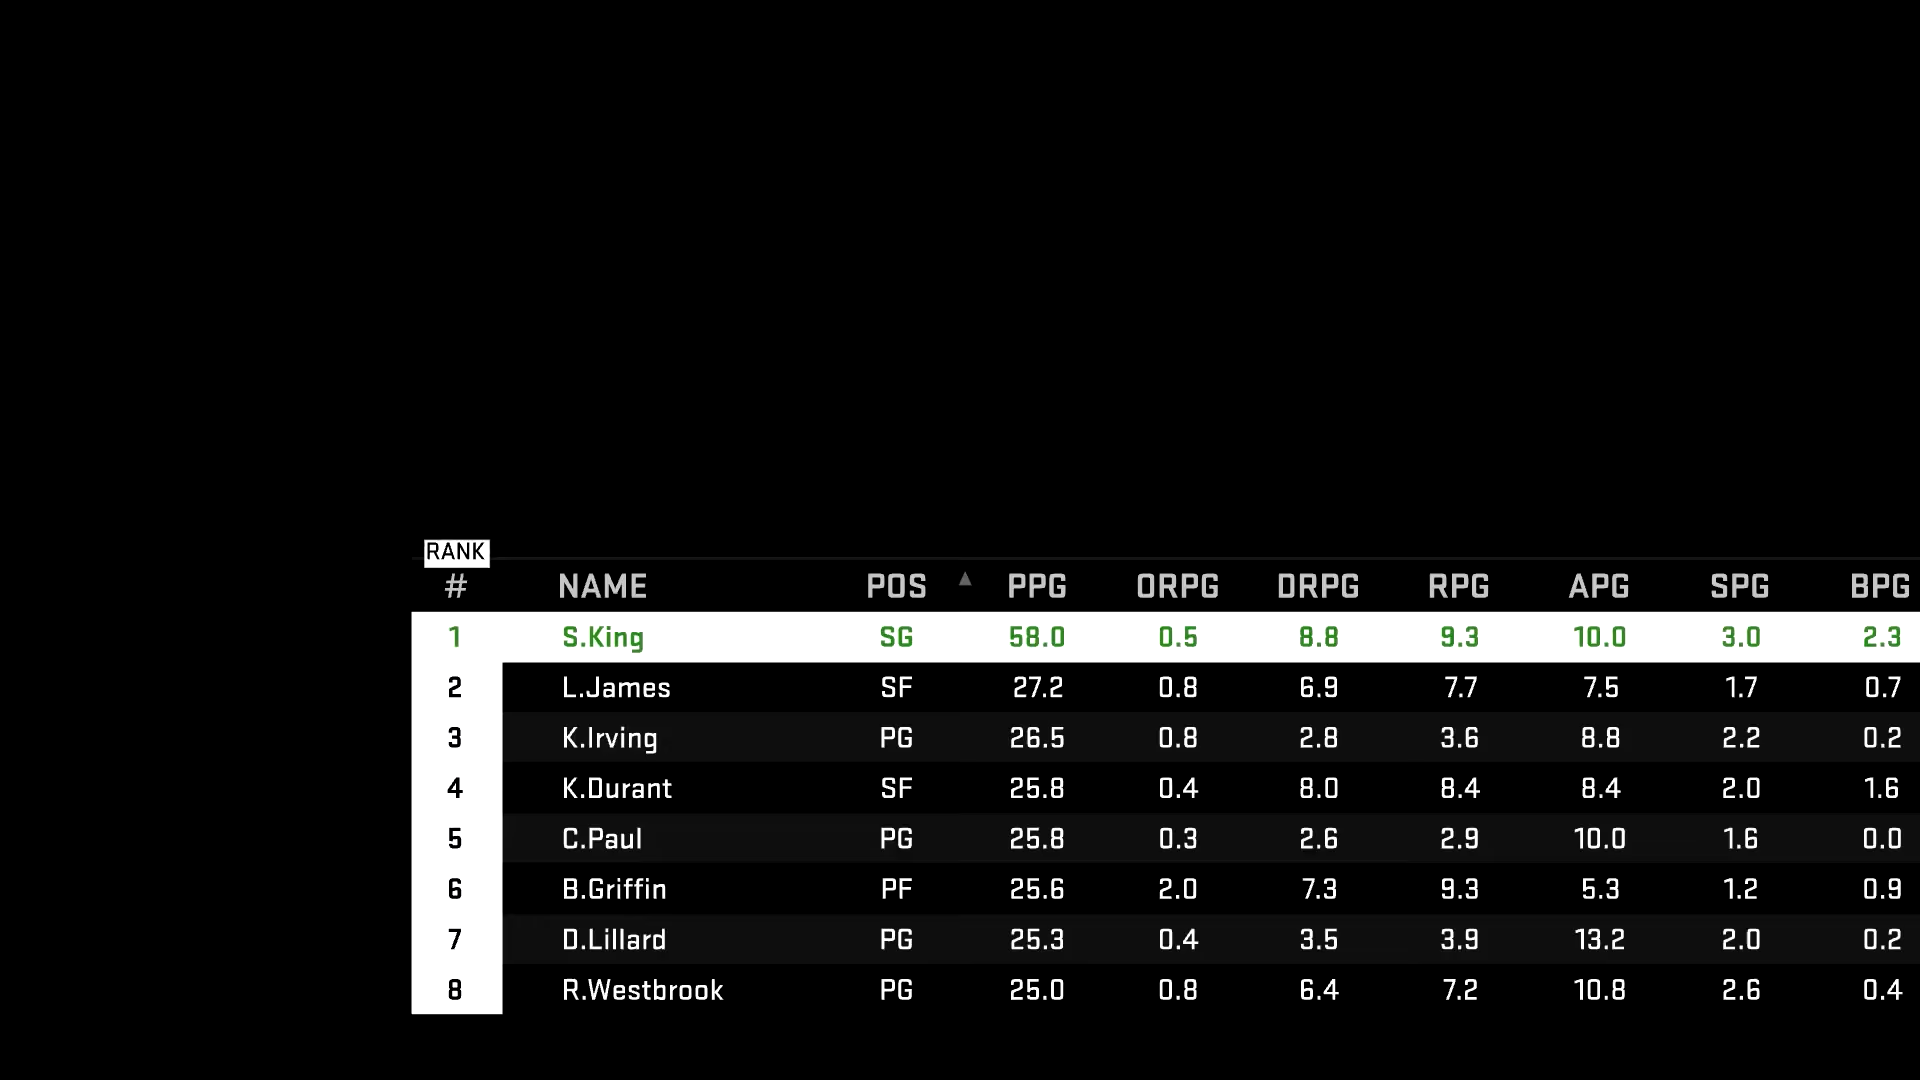 RANK
# NAME POS ▲ PPG ORPG DRPG RPG APG SPG BPG
1 S.King SG 58.0 0.5 8.8 9.3 10.0 3.0 2.3
2 L.James SF 27.2 0.8 6.9 7.7 7.5 1.7 0.7
3 K.Irving PG 26.5 0.8 2.8 3.6 8.8 2.2 0.2
4 K.Durant SF 25.8 0.4 8.0 8.4 8.4 2.0 1.6
5 C.Paul PG 25.8 0.3 2.6 2.9 10.0 1.6 0.0
6 B.Griffin PF 25.6 2.0 7.3 9.3 5.3 1.2 0.9
7 D.Lillard PG 25.3 0.4 3.5 3.9 13.2 2.0 0.2
8 R.Westbrook PG 25.0 0.8 6.4 7.2 10.8 2.6 0.4